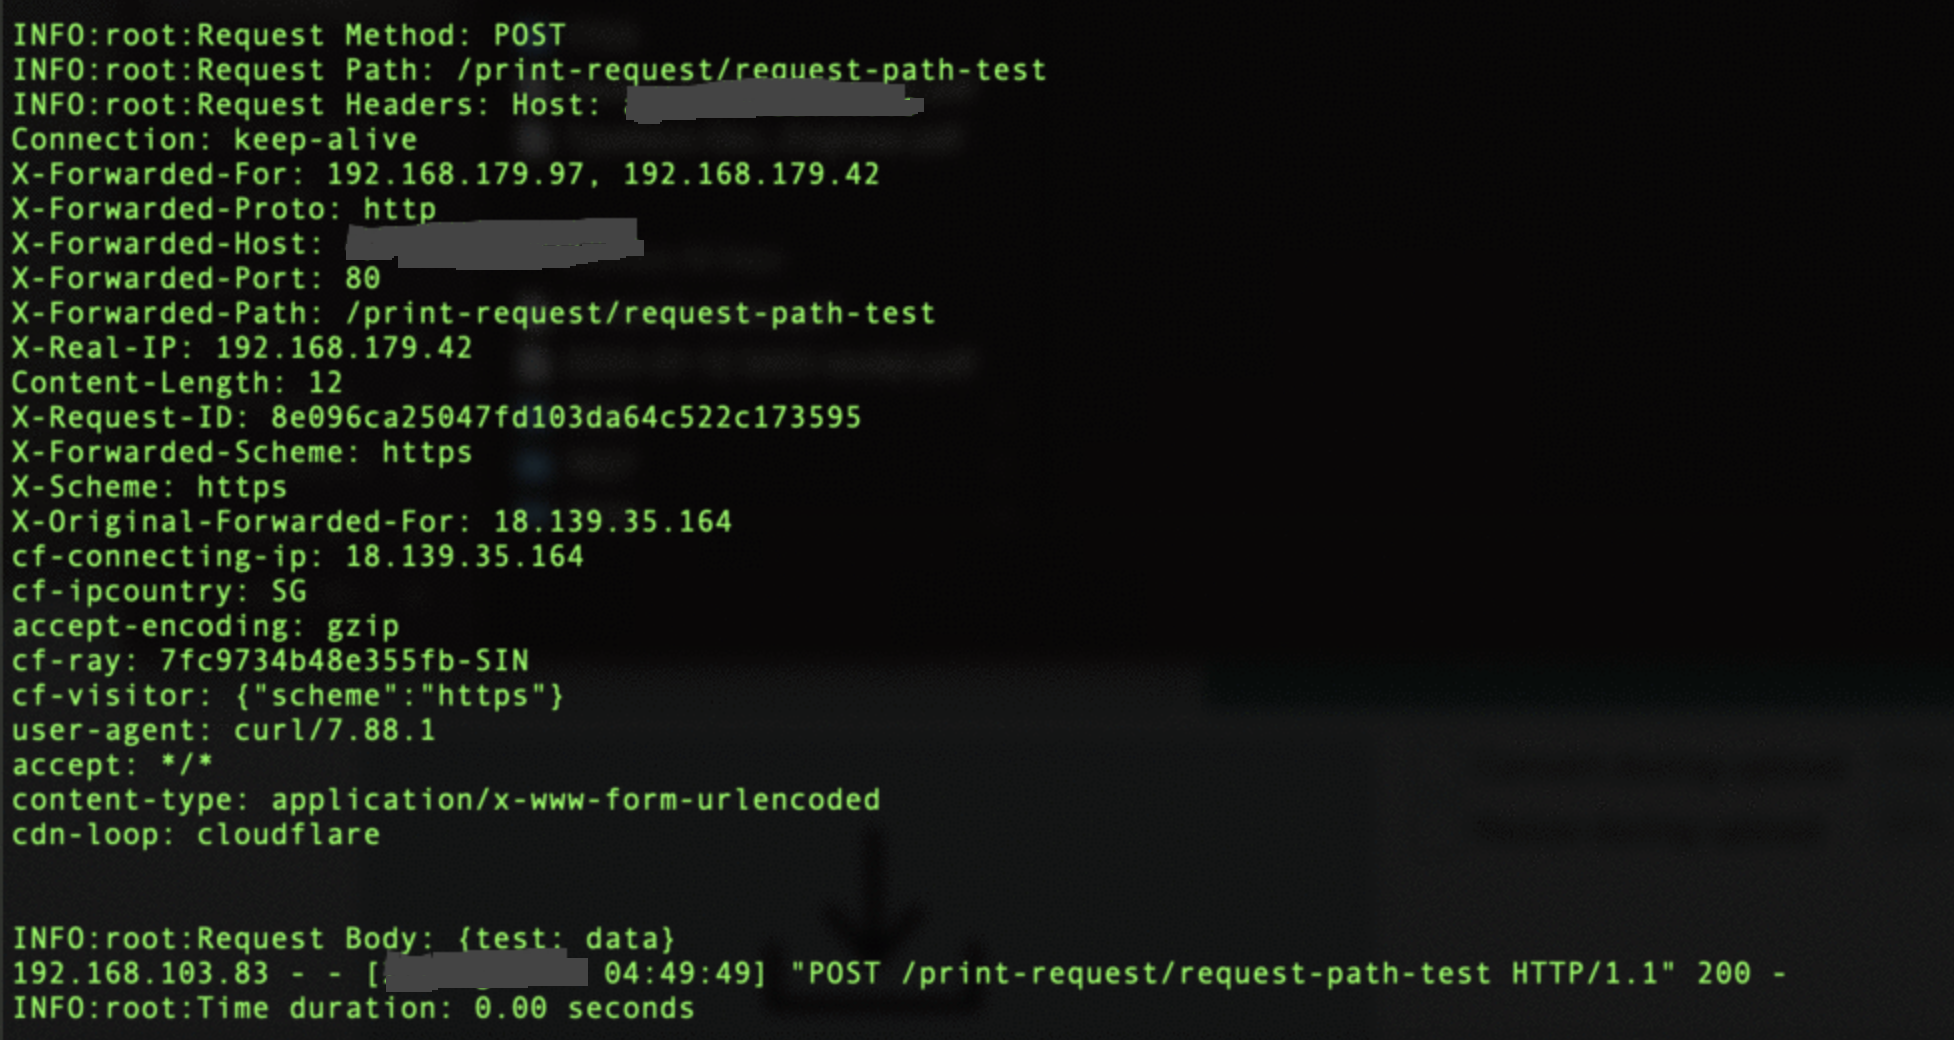 INFO:root:Request Method: POST
INFO:root:Request Path: /print-request/request-path-test
INFO:root:Request Headers: Host:
Connection: keep-alive
X-Forwarded-For: 192.168.179.97, 192.168.179.42
X-Forwarded-Proto: http
X-Forwarded-Host:
X-Forwarded-Port: 80
X-Forwarded-Path: /print-request/request-path-test
X-Real-IP: 192.168.179.42
Content-Length: 12
X-Request-ID: 8e096ca25047fd103da64c522c173595
X-Forwarded-Scheme: https
X-Scheme: https
X-Original-Forwarded-For: 18.139.35.164
cf-connecting-ip: 18.139.35.164
cf-ipcountry: SG
accept-encoding: gzip
cf-ray: 7fc9734b48e355fb-SIN
cf-visitor: {"scheme":"https"}
user-agent: curl/7.88.1
accept: */*
content-type: application/x-www-form-urlencoded
cdn-loop: cloudflare
INFO:root:Request Body: {test: data}
192.168.103.83 - - [ 04:49:49] "POST /print-request/request-path-test HTTP/1.1" 200 -
INFO:root:Time duration: 0.00 seconds